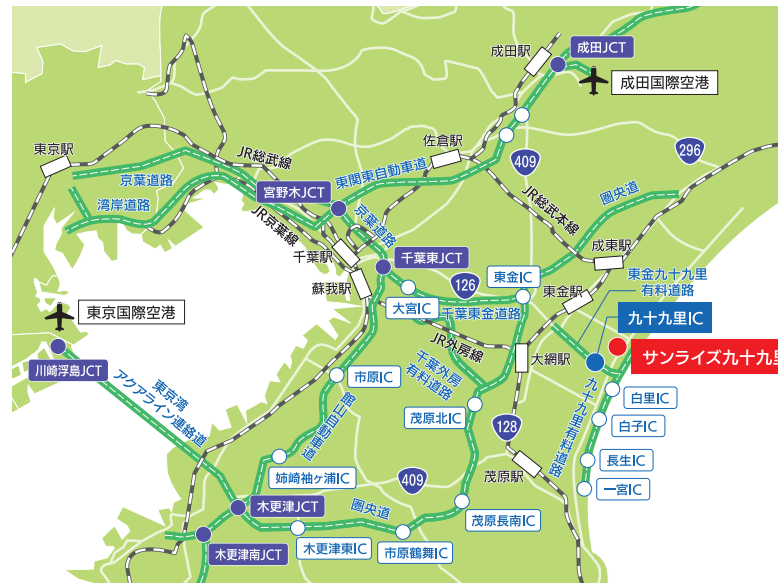 成田駅
成田JCT
成田国際空港
東京駅
JR総武線
佐倉駅
409
296
京葉道路
東関東自動車道
湾岸道路
宮野木JCT
JR総武本線
圏央道
JR京葉線
京葉道路
千葉駅
千葉東JCT
成東駅
蘇我駅
126
東金IC
東金九十九里
有料道路
東金駅
大宮IC
千葉東金道路
東京国際空港
九十九里IC
JR外房線
大網駅
サンライズ九十九里
川崎浮島JCT
市原IC
千葉外房
有料道路
東京湾
アクアライン連絡道
館山自動車道
茂原北IC
九十九里有料道路
白里IC
128
白子IC
姉崎袖ヶ浦IC
409
茂原駅
長生IC
一宮IC
木更津JCT
圏央道
茂原長南IC
木更津南JCT
木更津東IC
市原鶴舞IC